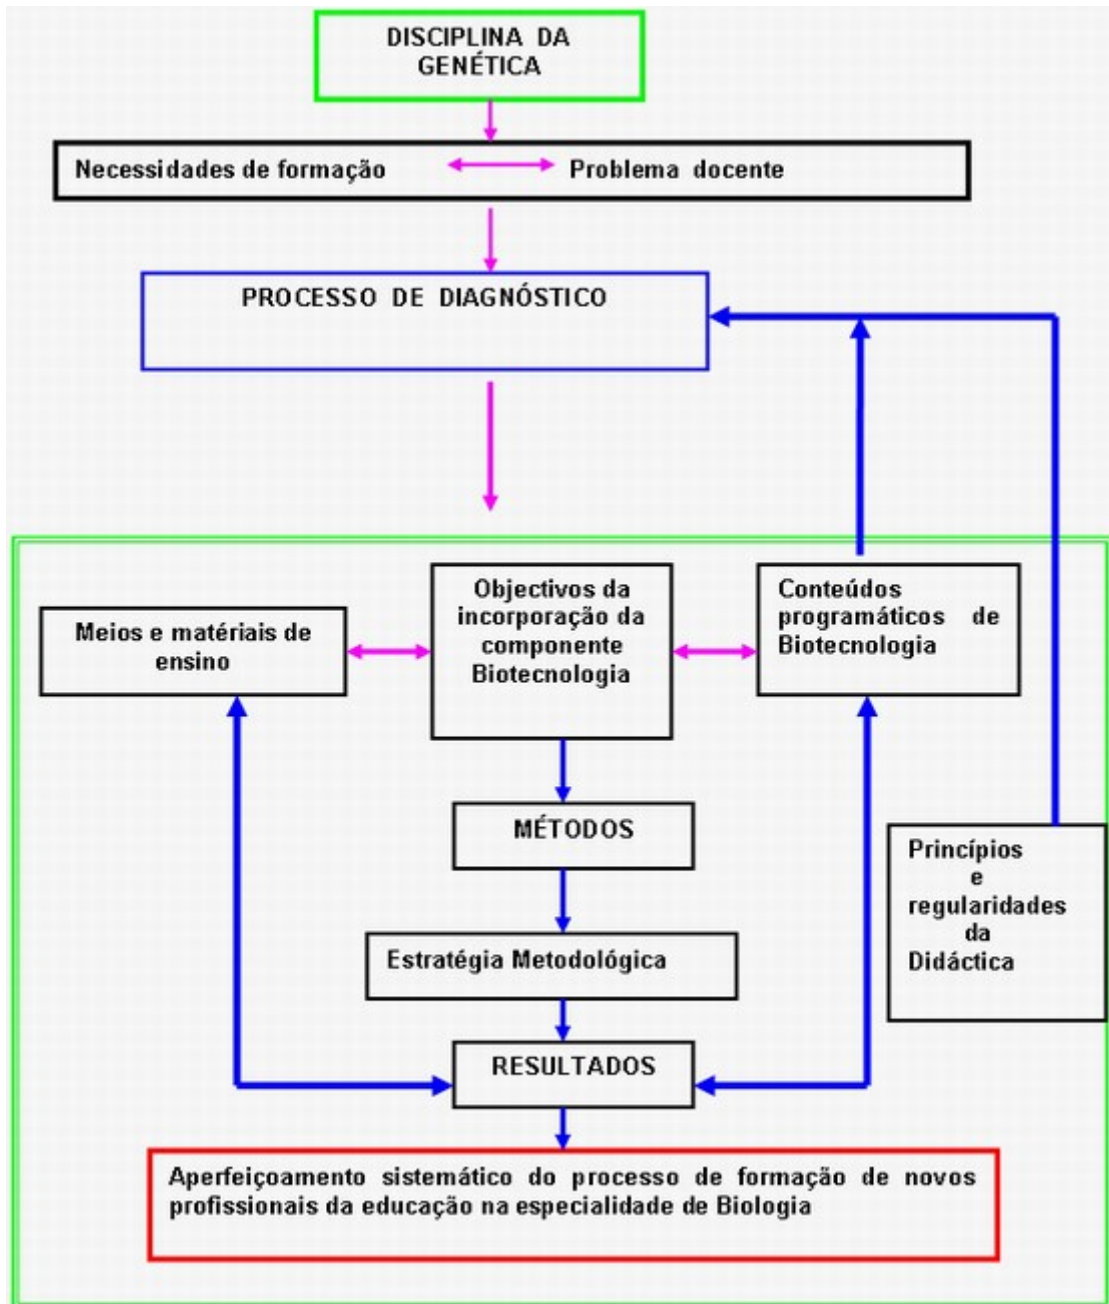 DISCIPLINA DA
GENÉTICA
Necessidades de formação
Problema docente
PROCESSO DE DIAGNÓSTICO
Meios e matériais de
ensino
Objectivos da
incorporação da
componente
Biotecnologia
Conteúdos
programáticos de
Biotecnologia
MÉTODOS
Princípios
e
regularidades
da
Didáctica
Estratégia Metodológica
RESULTADOS
Aperfeiçoamento sistemático do processo de formação de novos
profissionais da educação na especialidade de Biologia